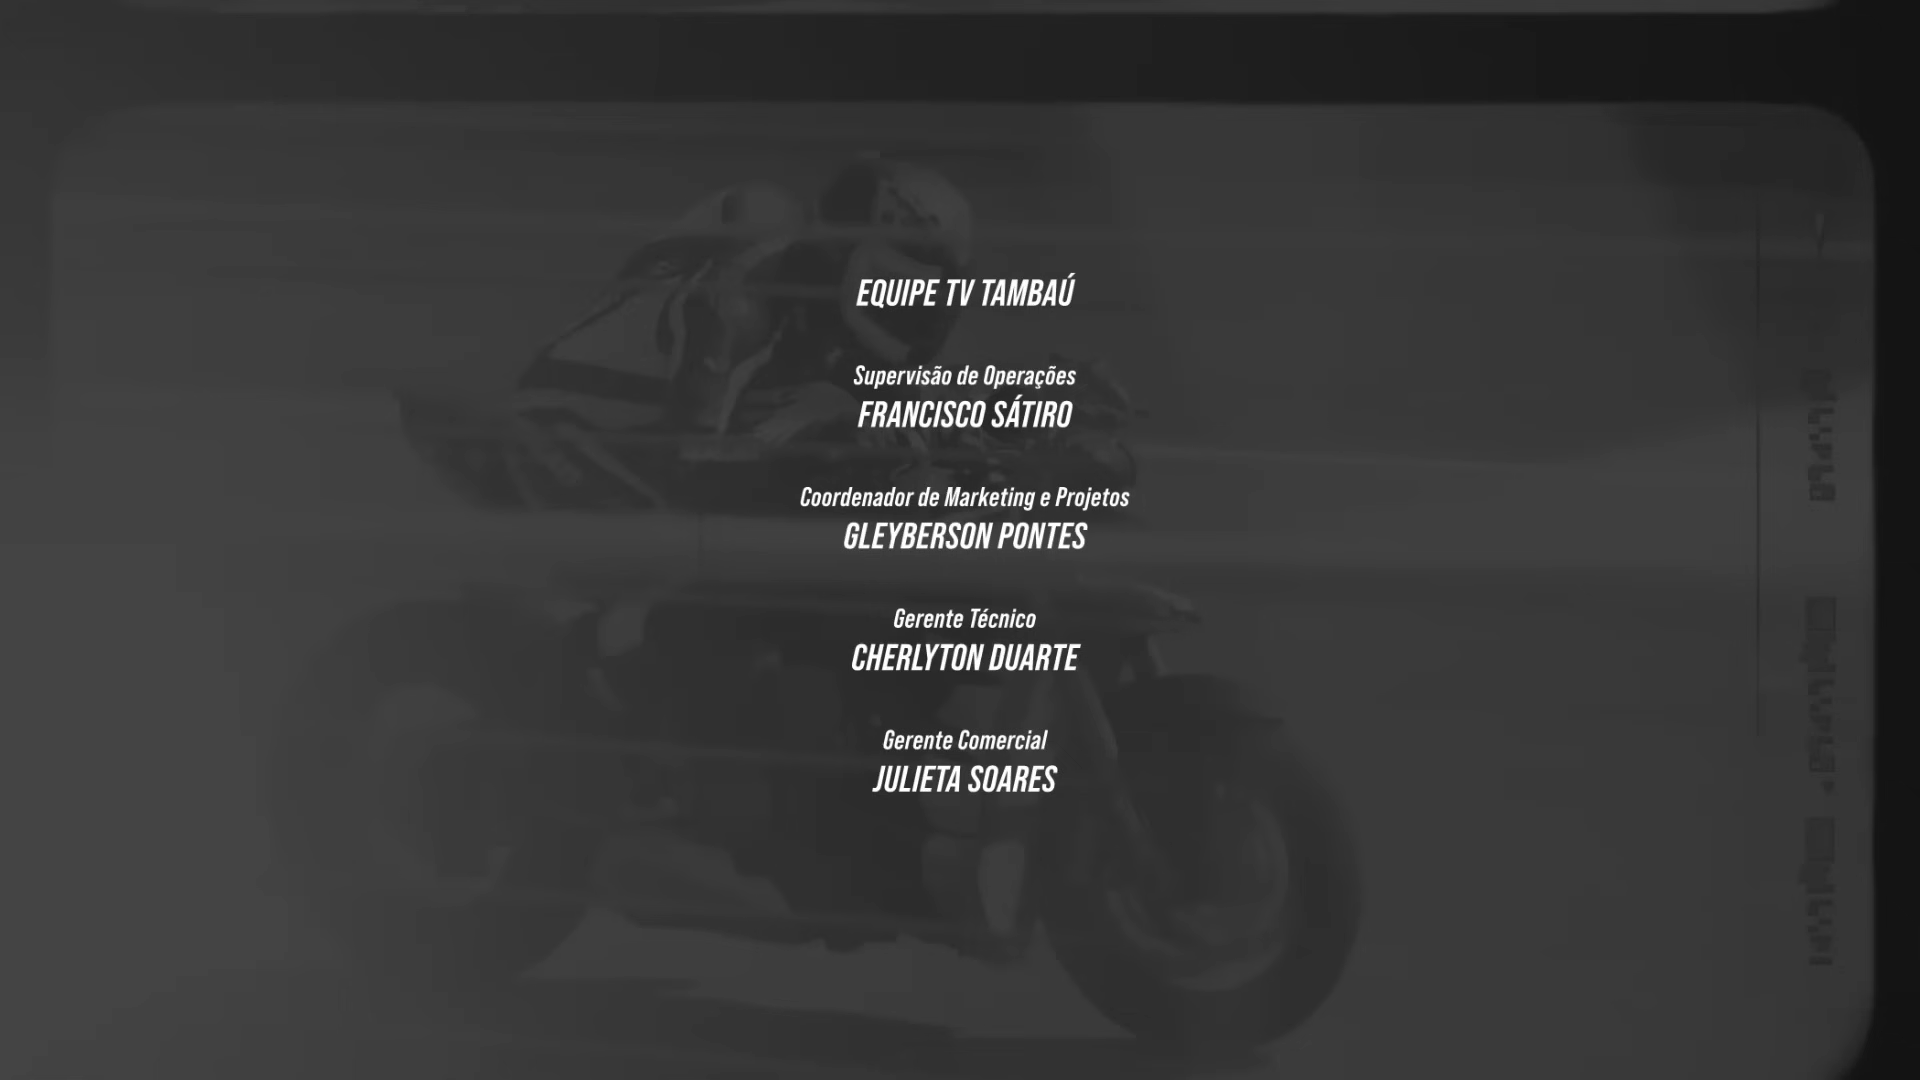 EQUIPE TV TAMBAÚ
Supervisão de Operações
FRANCISCO SÁTIRO
Coordenador de Marketing e Projetos
GLEYBERSON PONTES
Gerente Técnico
CHERLYTON DUARTE
Gerente Comercial
JULIETA SOARES